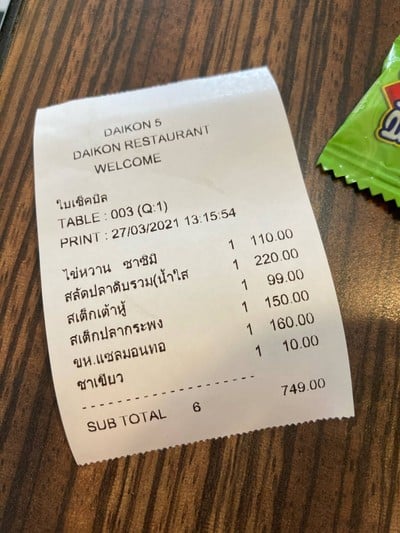 DAIKON 5
DAIKON RESTAURANT
WELCOME
ใบเช็คบิล
TABLE : 003 (Q:1)
PRINT : 27/03/2021 13:15:54
ไข่หวาน ซาซิมิ 1 110.00
สลัดปลาดิบรวม(น้ำใส 1 220.00
สเต็กเต้าหู้ 1 99.00
สเต็กปลากระพง 1 150.00
ขห.แซลมอนทอ 1 160.00
ชาเขียว 1 10.00
SUB TOTAL 6 749.00